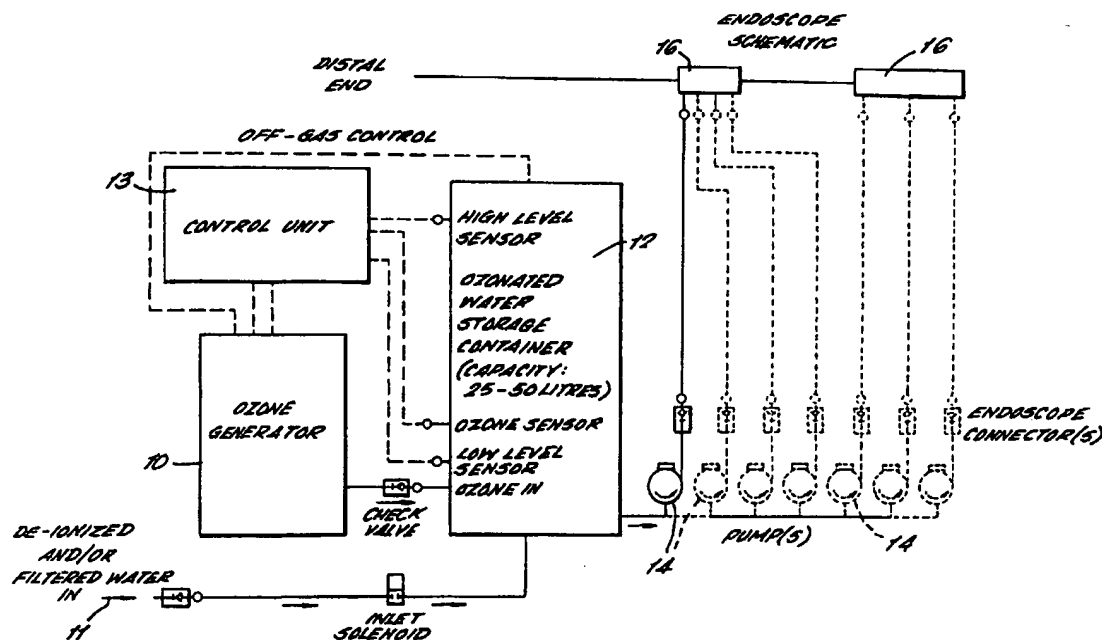 ENDOSCOPE
SCHEMATIC
16
16
DISTAL
END
OFF-GAS CONTROL
13
CONTROL UNIT
HIGH LEVEL
SENSOR
12
OZONATED
WATER
STORAGE
CONTAINER
(CAPACITY:
25-50 LITRES)
OZONE
GENERATOR
10
OZONE SENSOR
LOW LEVEL
SENSOR
OZONE IN
CHECK
VALVE
ENDOSCOPE
CONNECTOR(S)
14
PUMP(S)
14
DE-IONIZED
AND/OR
FILTERED WATER
IN
11
INLET
SOLENOID